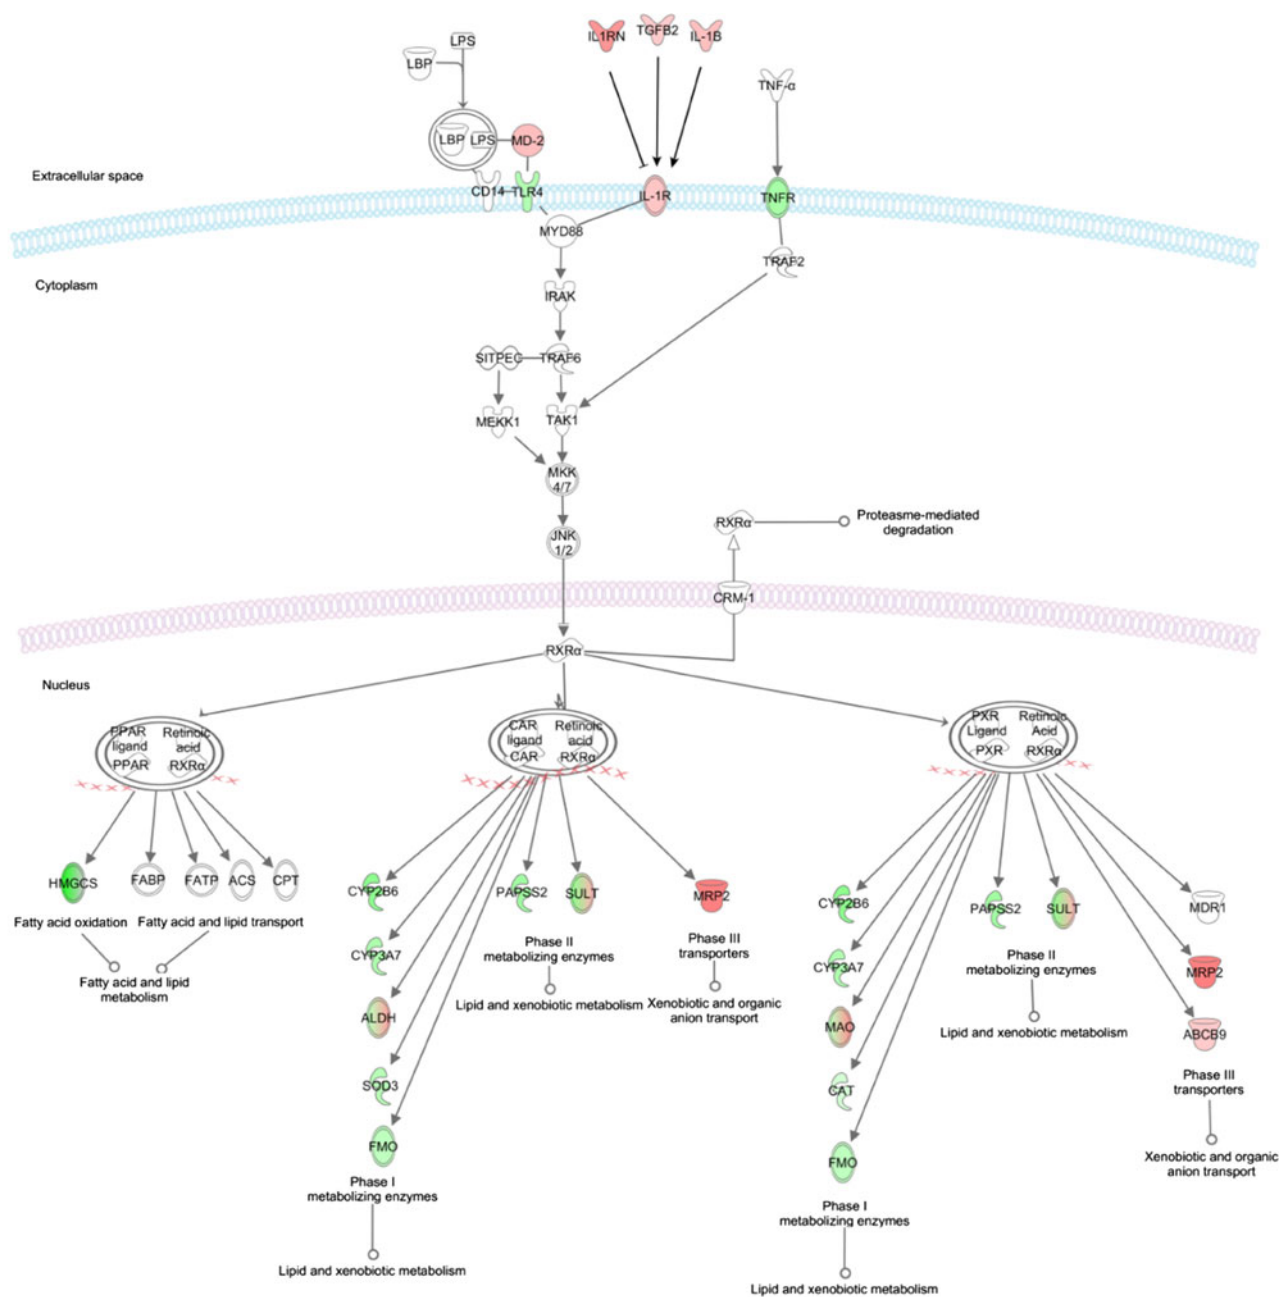 IL1RN
TGFB2
IL-1B
LPS
LBP
TNF-α
LBP
LPS
MD-2
Extracellular space
CD14
TLR4
IL-1R
TNFR
MYD88
TRAF2
Cytoplasm
IRAK
SITPEC
TRAF6
MEKK1
TAK1
MKK
4/7
RXRα
Proteasme-mediated
degradation
JNK
1/2
CRM-1
RXRα
Nucleus
PPAR
ligand
Retinoic
acid
PPAR
RXRα
CAR
ligand
Retinoic
acid
CAR
RXRα
PXR
Ligand
Retinoic
Acid
PXR
RXRα
HMGCS
FABP
FATP
ACS
CPT
Fatty acid oxidation
Fatty acid and lipid transport
Fatty acid and lipid
metabolism
CYP2B6
CYP3A7
ALDH
SOD3
FMO
Phase I
metabolizing enzymes
Lipid and xenobiotic metabolism
PAPSS2
SULT
Phase II
metabolizing enzymes
Lipid and xenobiotic metabolism
MRP2
Phase III
transporters
Xenobiotic and organic
anion transport
CYP2B6
CYP3A7
MAO
CAT
FMO
Phase I
metabolizing enzymes
Lipid and xenobiotic metabolism
PAPSS2
SULT
Phase II
metabolizing enzymes
Lipid and xenobiotic metabolism
MDR1
MRP2
ABCB9
Phase III
transporters
Xenobiotic and organic
anion transport